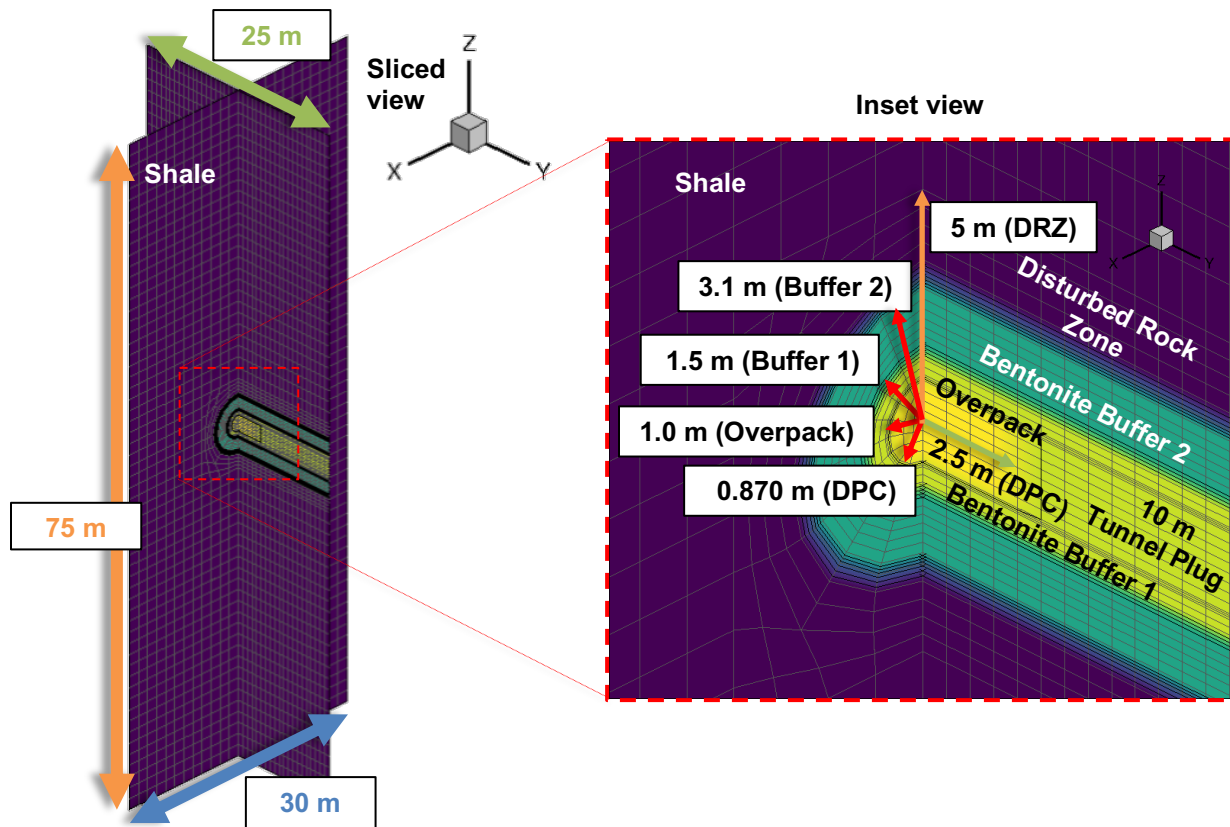 25 m
Sliced
view
Z
X
Y
Shale
75 m
30 m
Inset view
Shale
Z
X
Y
5 m (DRZ)
3.1 m (Buffer 2)
1.5 m (Buffer 1)
1.0 m (Overpack)
0.870 m (DPC)
Disturbed Rock
Zone
Bentonite Buffer 2
Overpack
2.5 m (DPC)
10 m
Tunnel Plug
Bentonite Buffer 1